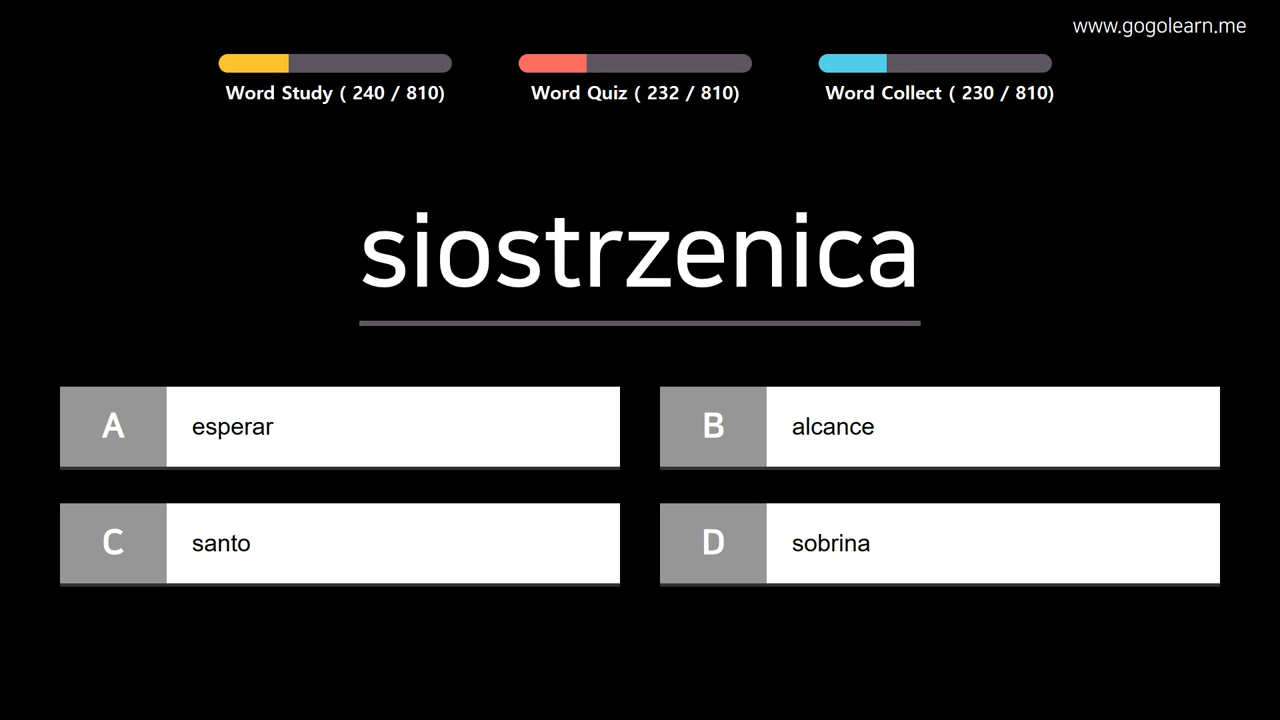 www.gogolearn.me
Word Study ( 240 / 810)
Word Quiz ( 232 / 810)
Word Collect ( 230 / 810)
siostrzenica
A esperar
B alcance
C santo
D sobrina